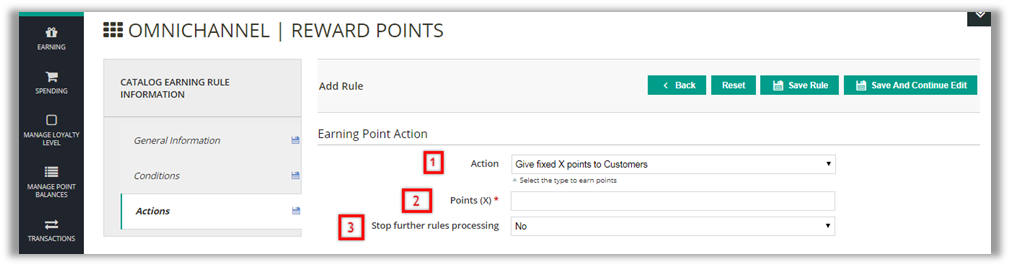 OMNICHANNEL | REWARD POINTS
EARNING
SPENDING
MANAGE LOYALTY
LEVEL
MANAGE POINT
BALANCES
TRANSACTIONS
CATALOG EARNING RULE
INFORMATION
General Information
Conditions
Actions
Add Rule
< Back
Reset
Save Rule
Save And Continue Edit
Earning Point Action
1 Action Give fixed X points to Customers
Select the type to earn points
2 Points (X) *
3 Stop further rules processing No